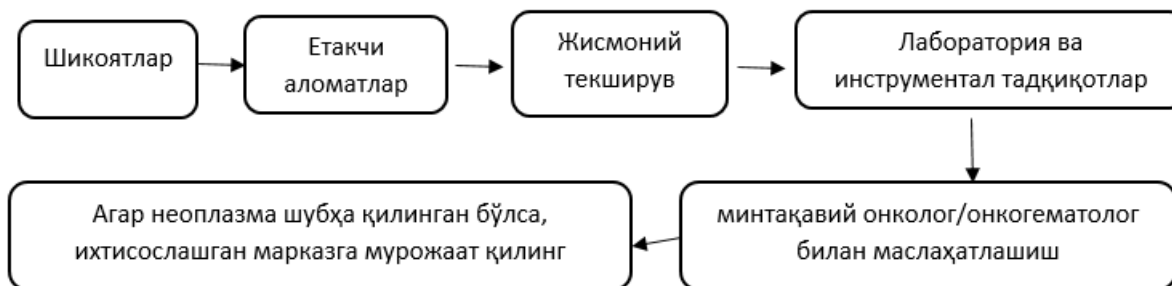 Шикоятлар
Етакчи
аломатлар
Жисмоний
текширув
Лаборатория ва
инструментал тадқиқотлар
минтақавий онколог/онкогематолог
билан маслаҳатлашиш
Агар неоплазма шубҳа қилинган бўлса,
ихтисослашган марказга мурожаат қилинг